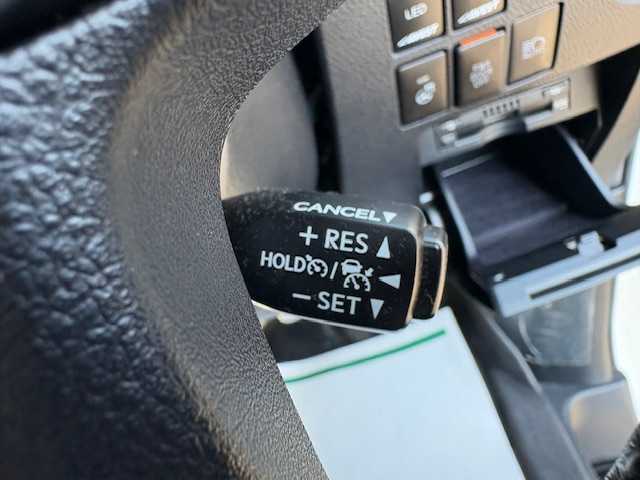 LED
CANCEL
+ RES
HOLD /
− SET